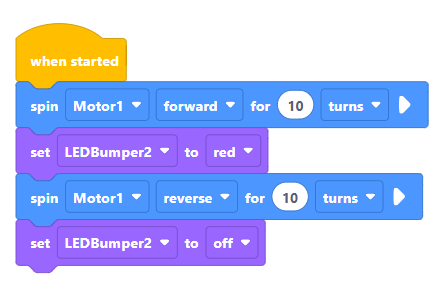 when started
spin Motor1 forward for 10 turns
set LEDBumper2 to red
spin Motor1 reverse for 10 turns
set LEDBumper2 to off